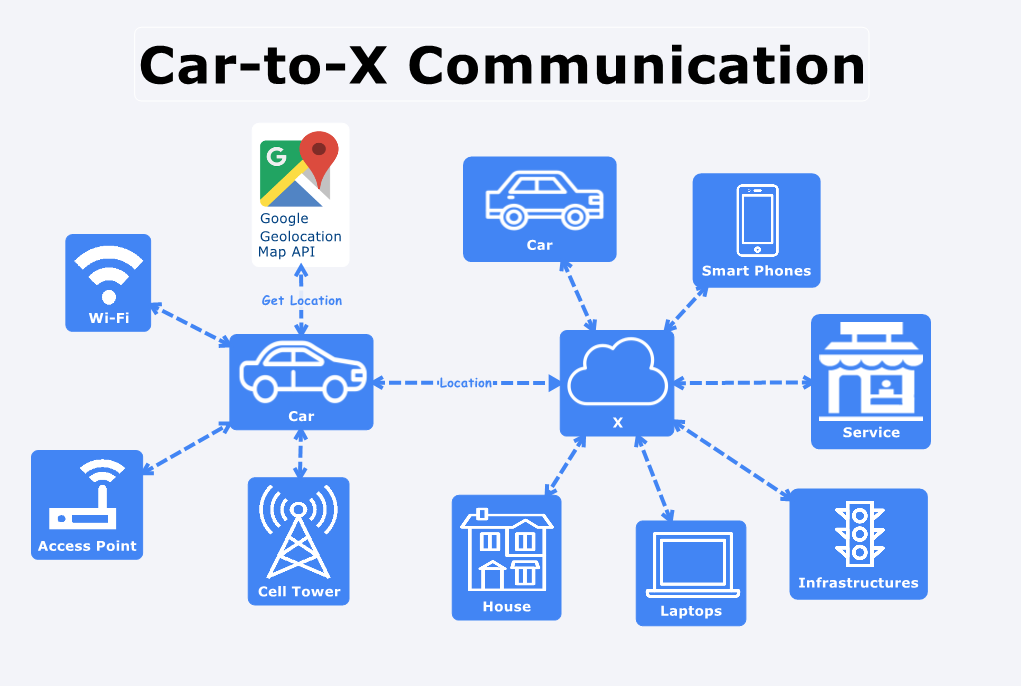 Car-to-X Communication
G
Google
Geolocation
Map API
Car
Smart Phones
Wi-Fi
Get Location
Car
Location
X
Service
Access Point
Cell Tower
House
Laptops
Infrastructures